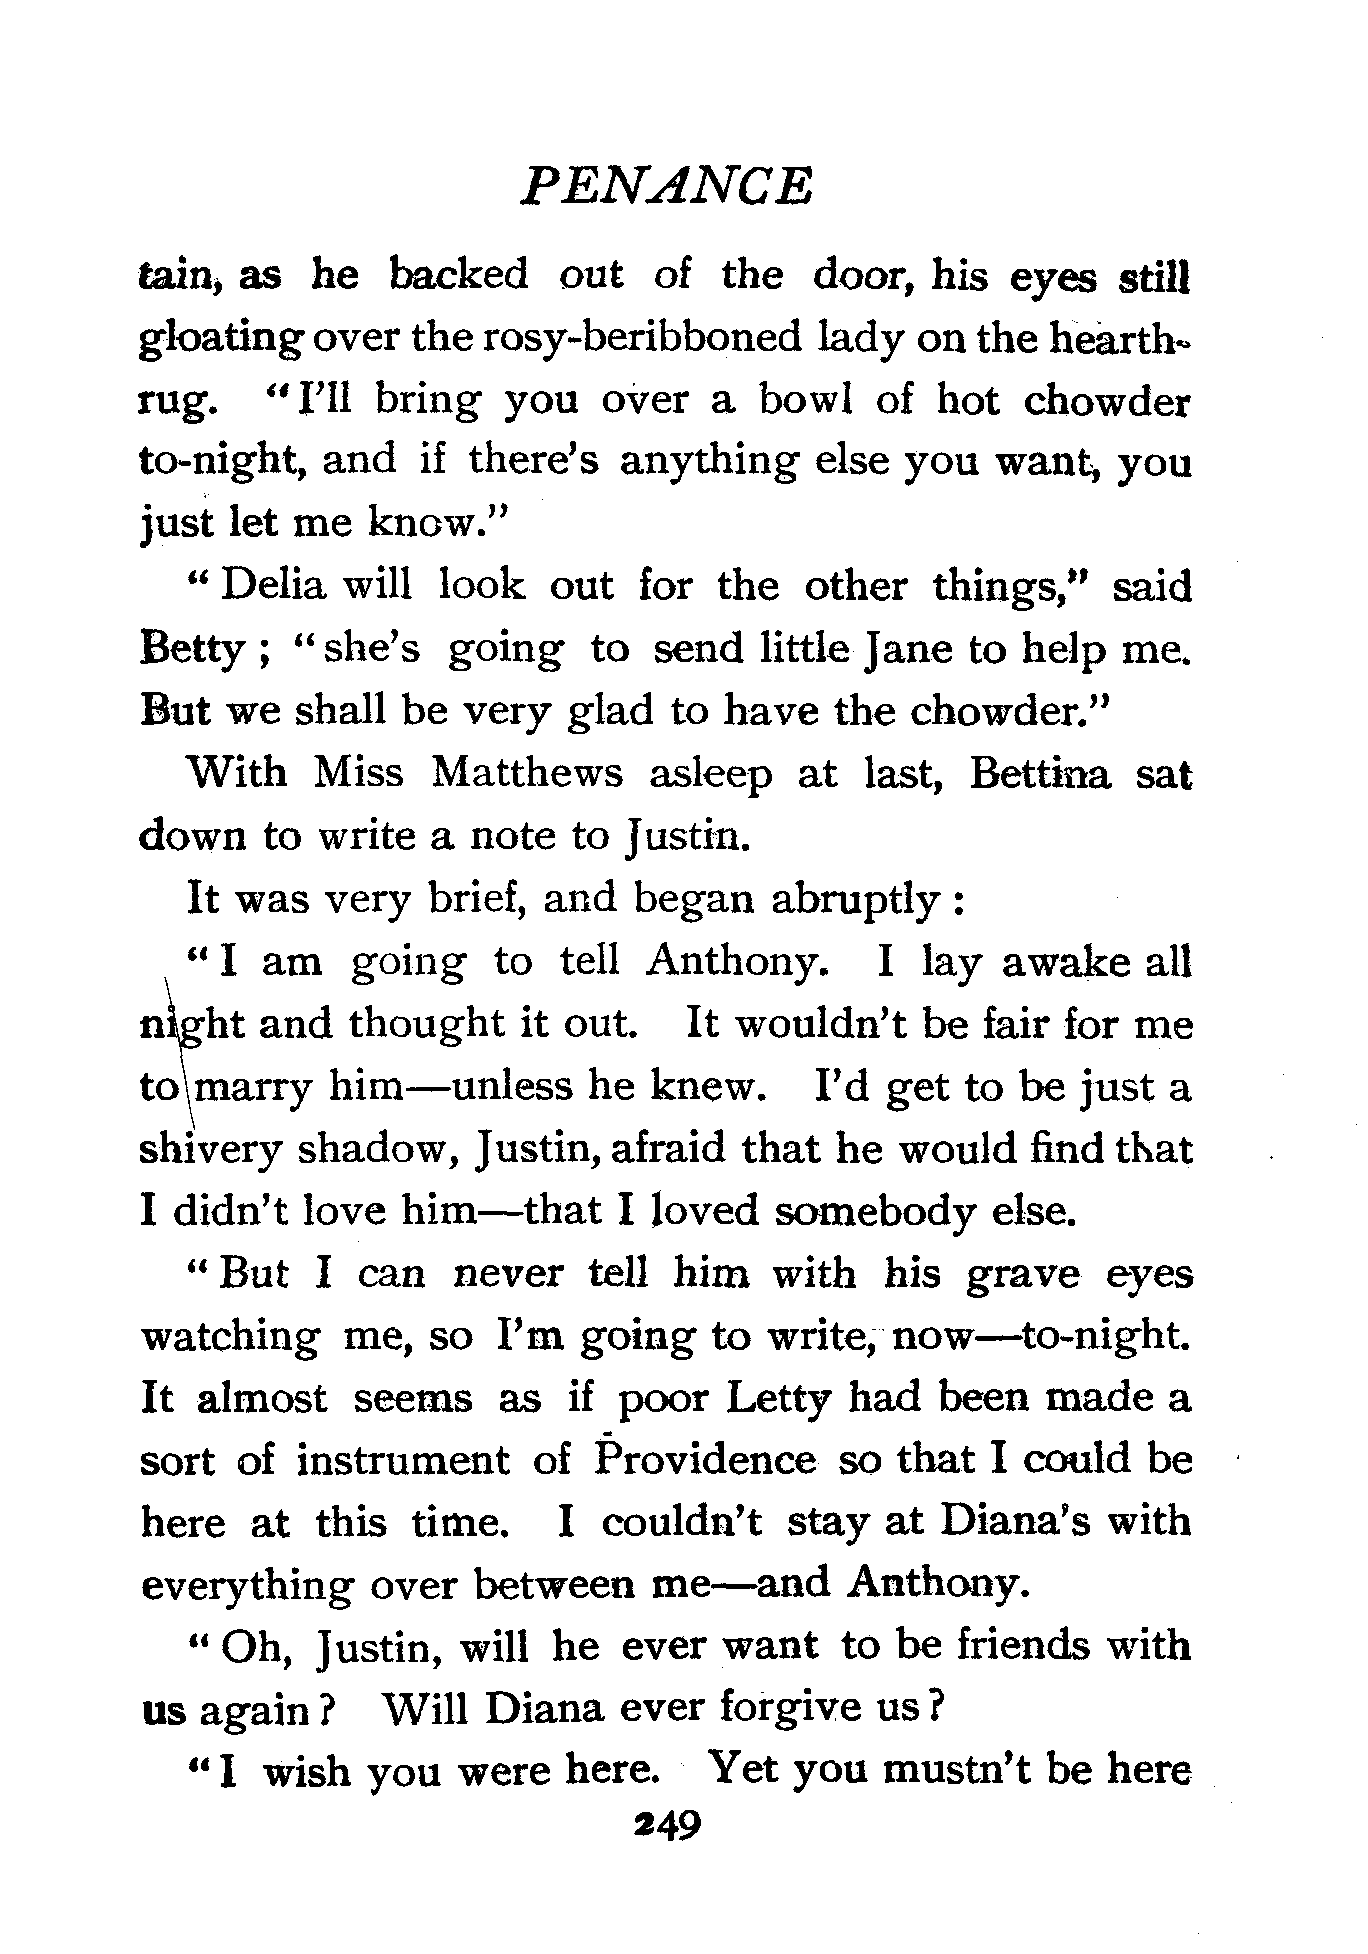 PENANCE
tain, as he backed out of the door, his eyes still
gloating over the rosy-beribboned lady on the hearth-
rug. "I'll bring you over a bowl of hot chowder
to-night, and if there's anything else you want, you
just let me know."
"Delia will look out for the other things," said
Betty; "she's going to send little Jane to help me.
But we shall be very glad to have the chowder."
With Miss Matthews asleep at last, Bettina sat
down to write a note to Justin.
It was very brief, and began abruptly:
"I am going to tell Anthony. I lay awake all
night and thought it out. It wouldn't be fair for me
to marry him—unless he knew. I'd get to be just a
shivery shadow, Justin, afraid that he would find that
I didn't love him—that I loved somebody else.
"But I can never tell him with his grave eyes
watching me, so I'm going to write, now—to-night.
It almost seems as if poor Letty had been made a
sort of instrument of Providence so that I could be
here at this time. I couldn't stay at Diana's with
everything over between me—and Anthony.
"Oh, Justin, will he ever want to be friends with
us again? Will Diana ever forgive us?
"I wish you were here. Yet you mustn't be here
249